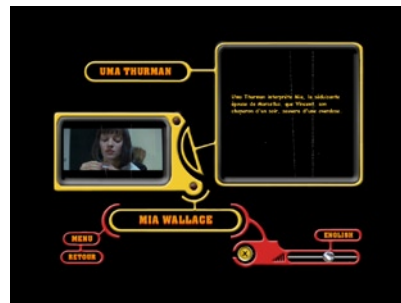 UMA THURMAN
Uma Thurman interprète Mia, la séduisante
épouse de Marcellus, que Vincent, son
chaperon d'un soir, sauvera d'une overdose.
MIA WALLACE
MENU
RETOUR
ENGLISH